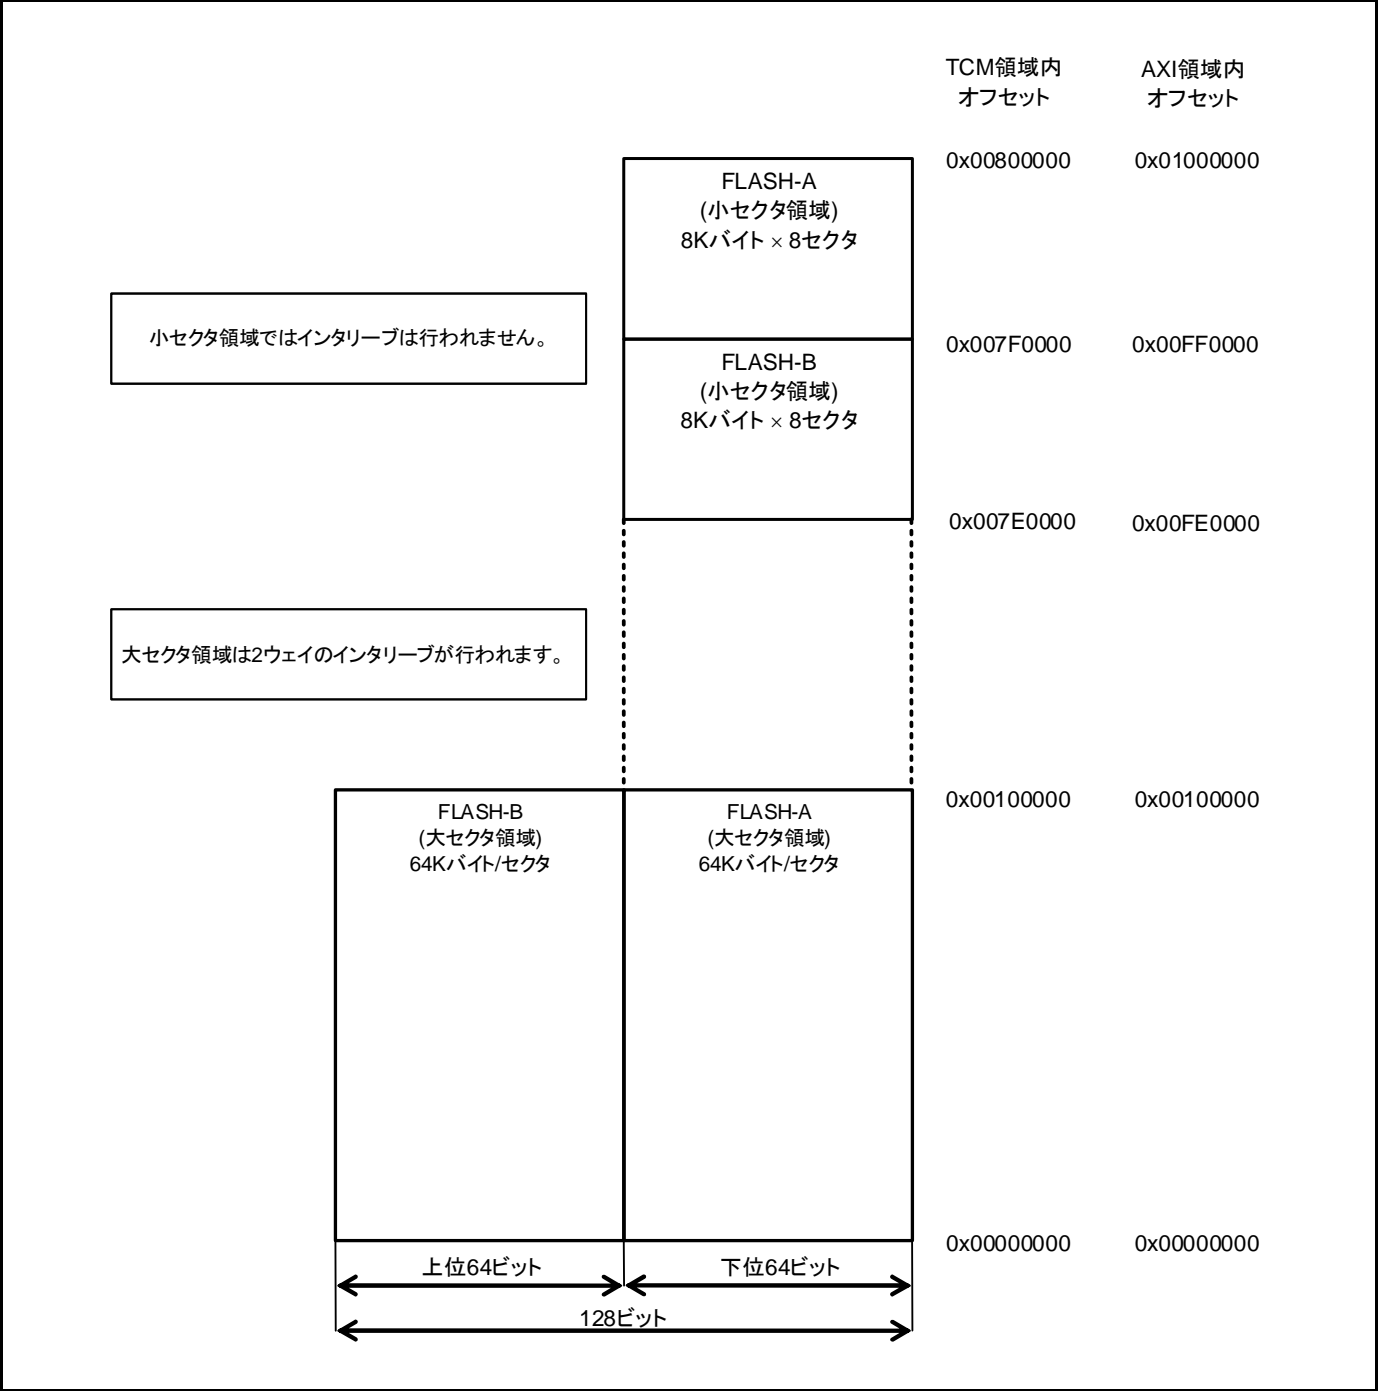 TCM領域内
オフセット
AXI領域内
オフセット
0x00800000
0x01000000
FLASH-A
(小セクタ領域)
8Kバイト × 8セクタ
小セクタ領域ではインタリーブは行われません。
0x007F0000
0x00FF0000
FLASH-B
(小セクタ領域)
8Kバイト × 8セクタ
0x007E0000
0x00FE0000
大セクタ領域は2ウェイのインタリーブが行われます。
0x00100000
0x00100000
FLASH-B
(大セクタ領域)
64Kバイト/セクタ
FLASH-A
(大セクタ領域)
64Kバイト/セクタ
0x00000000
0x00000000
上位64ビット
下位64ビット
128ビット